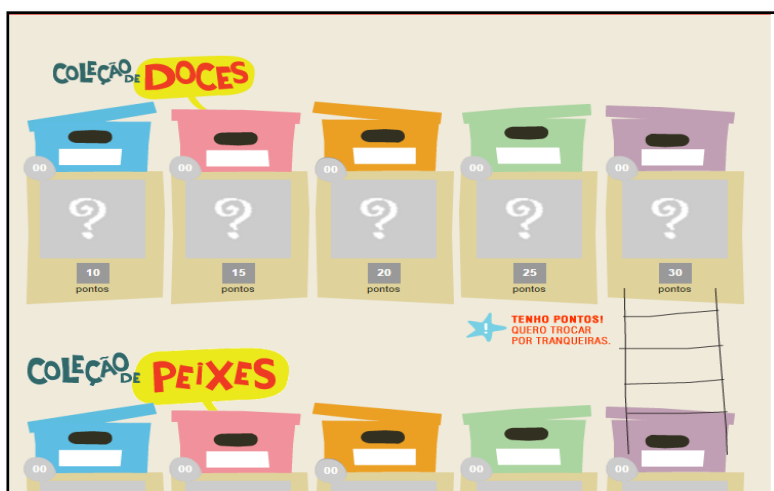 COLEÇÃO DE DOCES
00 00 00 00 00
? ? ? ? ?
10 15 20 25 30
pontos pontos pontos pontos pontos
! TENHO PONTOS!
QUERO TROCAR
POR TRANQUEIRAS.
COLEÇÃO DE PEIXES
00 00 00 00 00